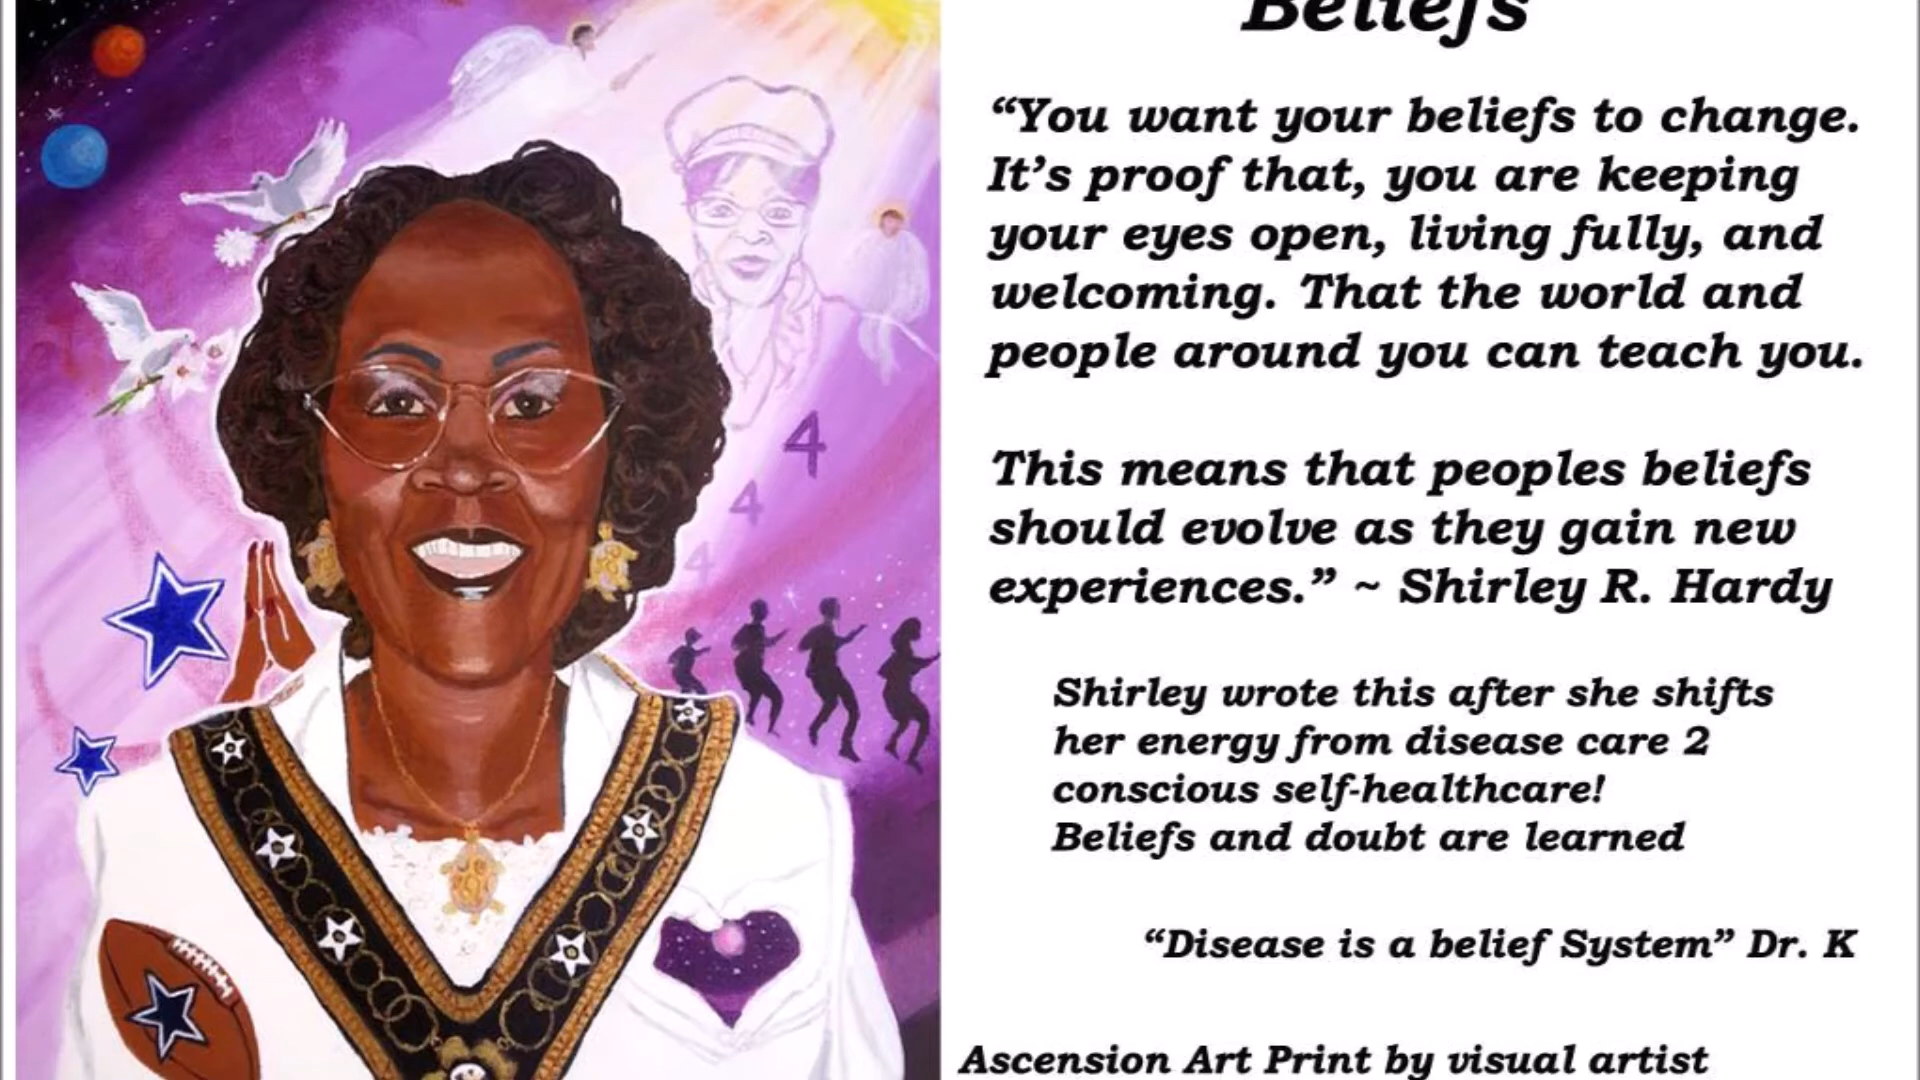 Beliefs
“You want your beliefs to change.
It’s proof that, you are keeping
your eyes open, living fully, and
welcoming. That the world and
people around you can teach you.
This means that peoples beliefs
should evolve as they gain new
experiences.” ~ Shirley R. Hardy
Shirley wrote this after she shifts
her energy from disease care 2
conscious self-healthcare!
Beliefs and doubt are learned
“Disease is a belief System” Dr. K
Ascension Art Print by visual artist
4
4
4